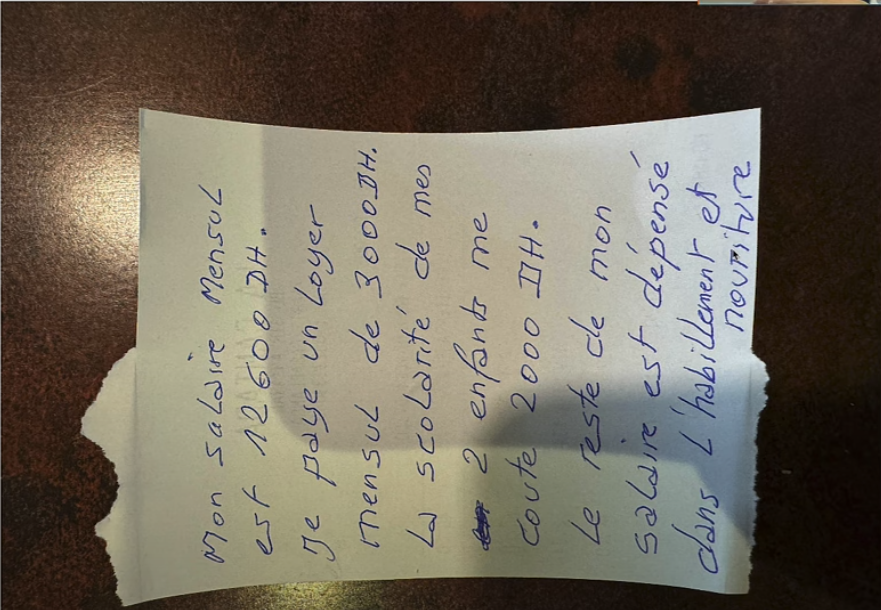 Mon salaire Mensul
est 12600 DH.
Je paye un Loyer
mensul de 3000 DH.
La scolarité de mes
2 enfants me
coute 2000 DH.
Le reste de mon
salaire est dépensé
dans L'habillement et
nourriture